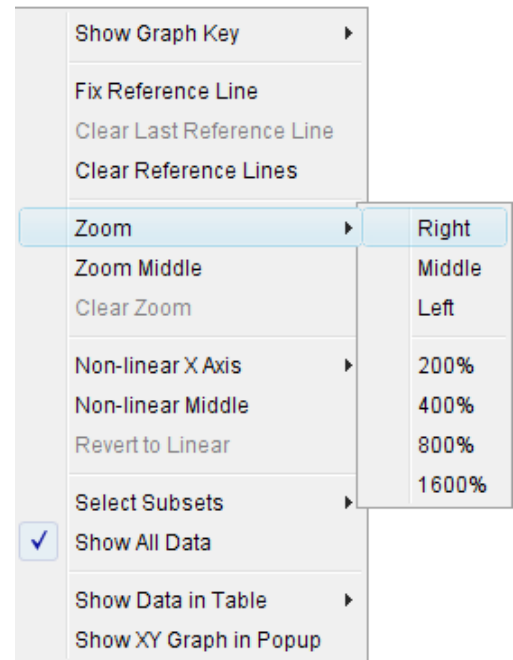 Show Graph Key
Fix Reference Line
Clear Last Reference Line
Clear Reference Lines
Zoom
Zoom Middle
Clear Zoom
Non-linear X Axis
Non-linear Middle
Revert to Linear
Select Subsets
Show All Data
Show Data in Table
Show XY Graph in Popup
Right
Middle
Left
200%
400%
800%
1600%